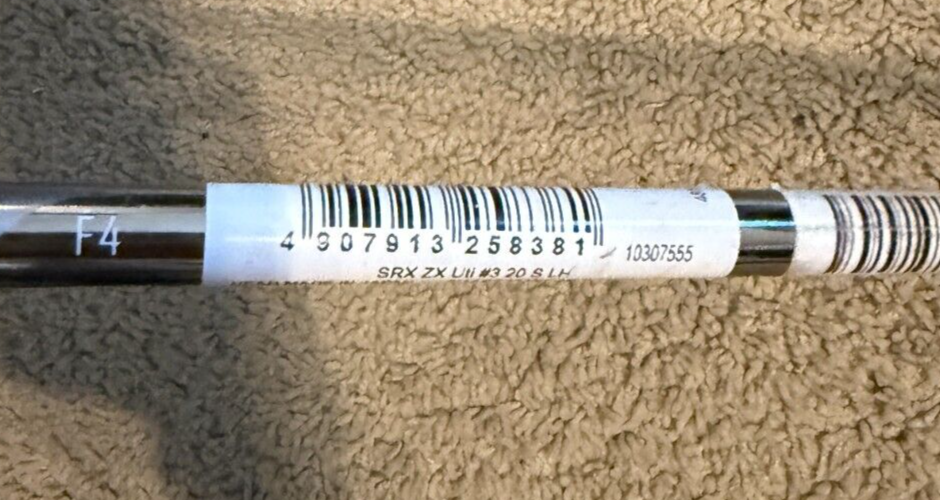 F4
4 907913 258381
10307555
SRX ZX Uti #3 20 S LH